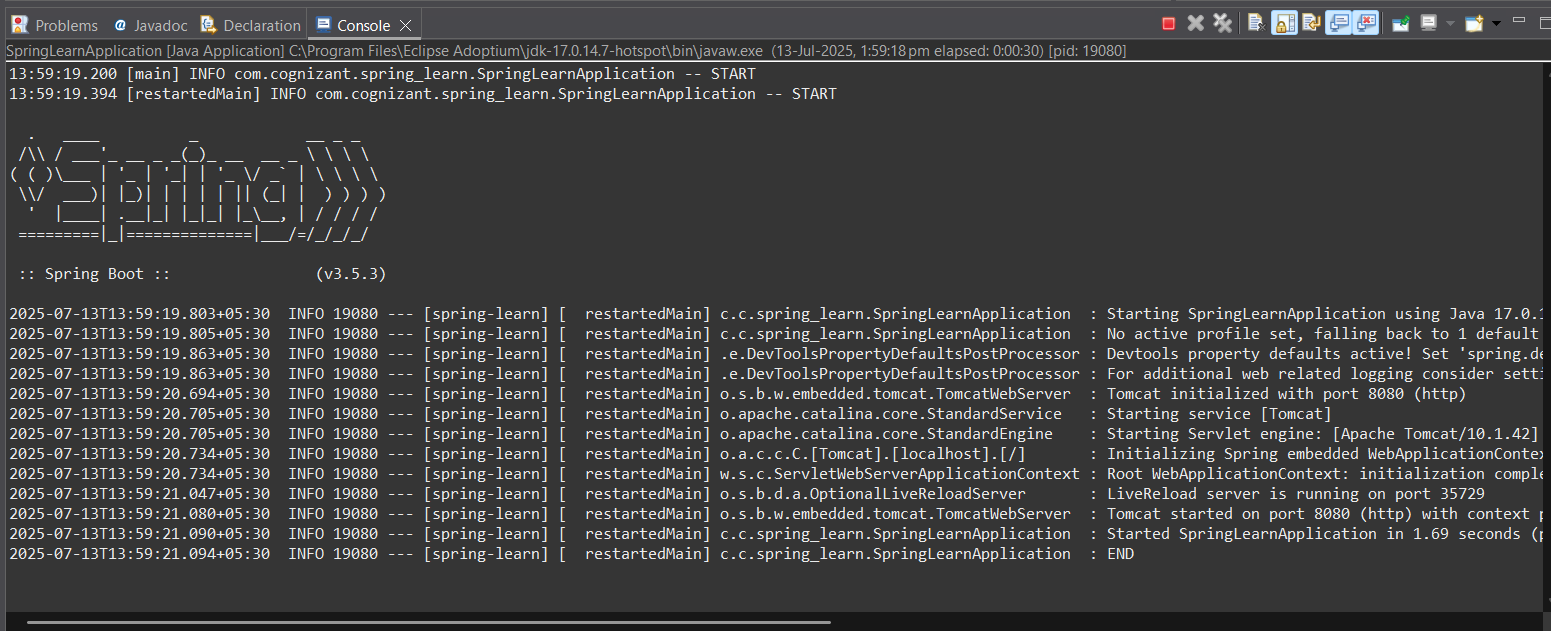 Problems @ Javadoc Declaration Console
SpringLearnApplication [Java Application] C:\Program Files\Eclipse Adoptium\jdk-17.0.14.7-hotspot\bin\javaw.exe (13-Jul-2025, 1:59:18 pm elapsed: 0:00:30) [pid: 19080]
13:59:19.200 [main] INFO com.cognizant.spring_learn.SpringLearnApplication -- START
13:59:19.394 [restartedMain] INFO com.cognizant.spring_learn.SpringLearnApplication -- START
  .   ____          _            __ _ _
 /\\ / ___'_ __ _ _(_)_ __  __ _ \ \ \ \
( ( )\___ | '_ | '_| | '_ \/ _` | \ \ \ \
 \\/  ___)| |_)| | | | | || (_| |  ) ) ) )
  '  |____| .__|_| |_|_| |_\__, | / / / /
 =========|_|==============|___/=/_/_/_/
 :: Spring Boot ::                (v3.5.3)
2025-07-13T13:59:19.803+05:30  INFO 19080 --- [spring-learn] [  restartedMain] c.c.spring_learn.SpringLearnApplication  : Starting SpringLearnApplication using Java 17.0.1
2025-07-13T13:59:19.805+05:30  INFO 19080 --- [spring-learn] [  restartedMain] c.c.spring_learn.SpringLearnApplication  : No active profile set, falling back to 1 default
2025-07-13T13:59:19.863+05:30  INFO 19080 --- [spring-learn] [  restartedMain] .e.DevToolsPropertyDefaultsPostProcessor : Devtools property defaults active! Set 'spring.de
2025-07-13T13:59:19.863+05:30  INFO 19080 --- [spring-learn] [  restartedMain] .e.DevToolsPropertyDefaultsPostProcessor : For additional web related logging consider setti
2025-07-13T13:59:20.694+05:30  INFO 19080 --- [spring-learn] [  restartedMain] o.s.b.w.embedded.tomcat.TomcatWebServer  : Tomcat initialized with port 8080 (http)
2025-07-13T13:59:20.705+05:30  INFO 19080 --- [spring-learn] [  restartedMain] o.apache.catalina.core.StandardService   : Starting service [Tomcat]
2025-07-13T13:59:20.705+05:30  INFO 19080 --- [spring-learn] [  restartedMain] o.apache.catalina.core.StandardEngine    : Starting Servlet engine: [Apache Tomcat/10.1.42]
2025-07-13T13:59:20.734+05:30  INFO 19080 --- [spring-learn] [  restartedMain] o.a.c.c.C.[Tomcat].[localhost].[/]       : Initializing Spring embedded WebApplicationContex
2025-07-13T13:59:20.734+05:30  INFO 19080 --- [spring-learn] [  restartedMain] w.s.c.ServletWebServerApplicationContext : Root WebApplicationContext: initialization comple
2025-07-13T13:59:21.047+05:30  INFO 19080 --- [spring-learn] [  restartedMain] o.s.b.d.a.OptionalLiveReloadServer       : LiveReload server is running on port 35729
2025-07-13T13:59:21.080+05:30  INFO 19080 --- [spring-learn] [  restartedMain] o.s.b.w.embedded.tomcat.TomcatWebServer  : Tomcat started on port 8080 (http) with context p
2025-07-13T13:59:21.090+05:30  INFO 19080 --- [spring-learn] [  restartedMain] c.c.spring_learn.SpringLearnApplication  : Started SpringLearnApplication in 1.69 seconds (p
2025-07-13T13:59:21.094+05:30  INFO 19080 --- [spring-learn] [  restartedMain] c.c.spring_learn.SpringLearnApplication  : END